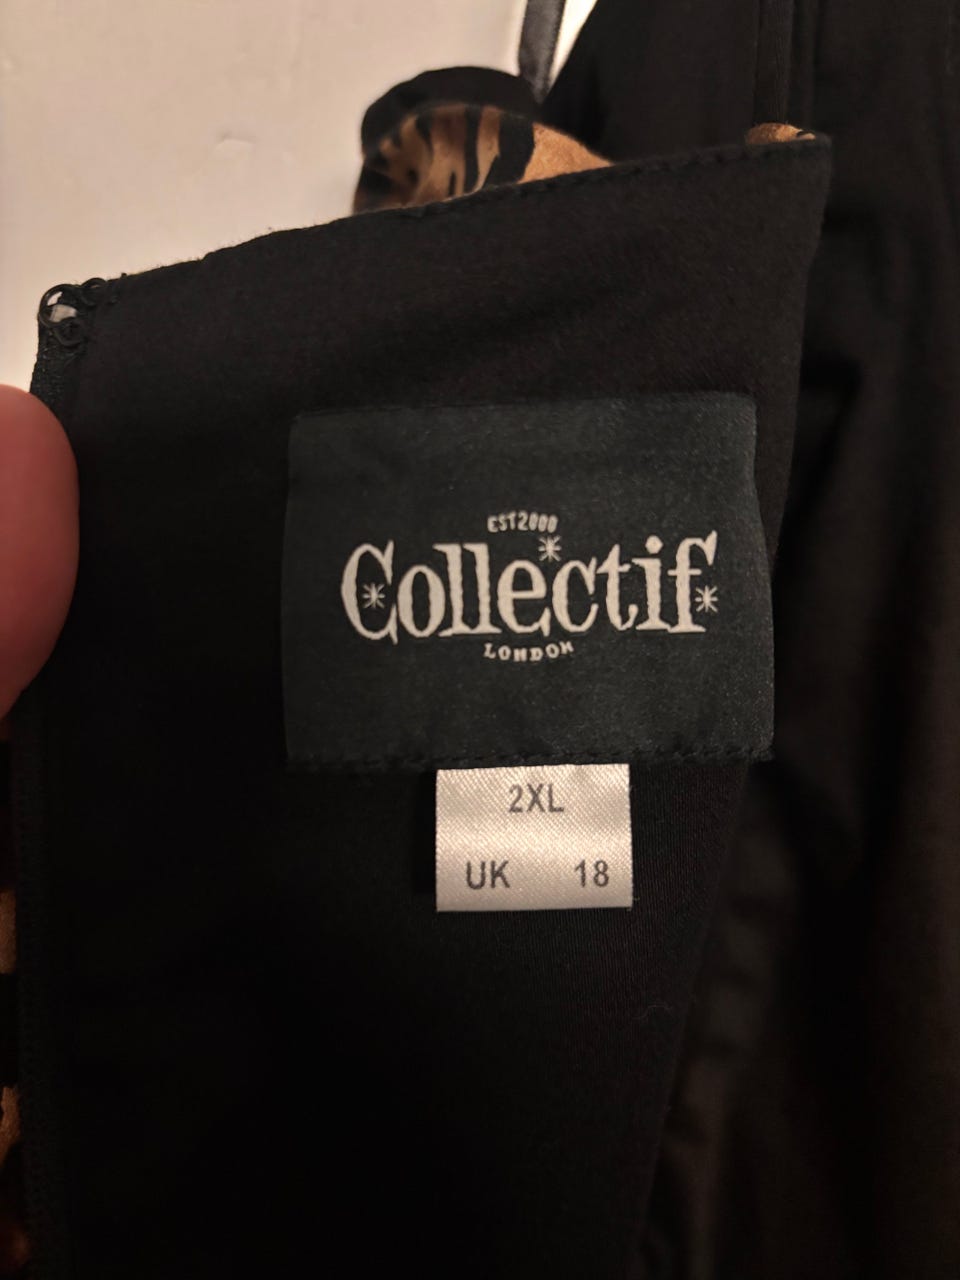 EST2000
Collectif
LONDON
2XL
UK 18